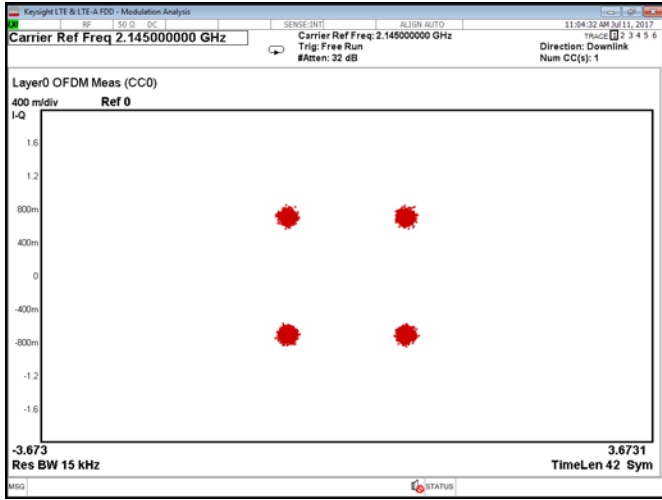 Keysight LTE & LTE-A FDD - Modulation Analysis
LXI RF 50 Ω DC SENSE:INT ALIGN AUTO 11:04:32 AM Jul 11, 2017
Carrier Ref Freq 2.145000000 GHz
Carrier Ref Freq: 2.145000000 GHz
Trig: Free Run
#Atten: 32 dB
TRACE 1 2 3 4 5 6
Direction: Downlink
Num CC(s): 1
Layer0 OFDM Meas (CC0)
400 m/div Ref 0
I-Q
1.6
1.2
800m
400m
0
-400m
-800m
-1.2
-1.6
-3.673 3.6731
Res BW 15 kHz TimeLen 42 Sym
MSG STATUS